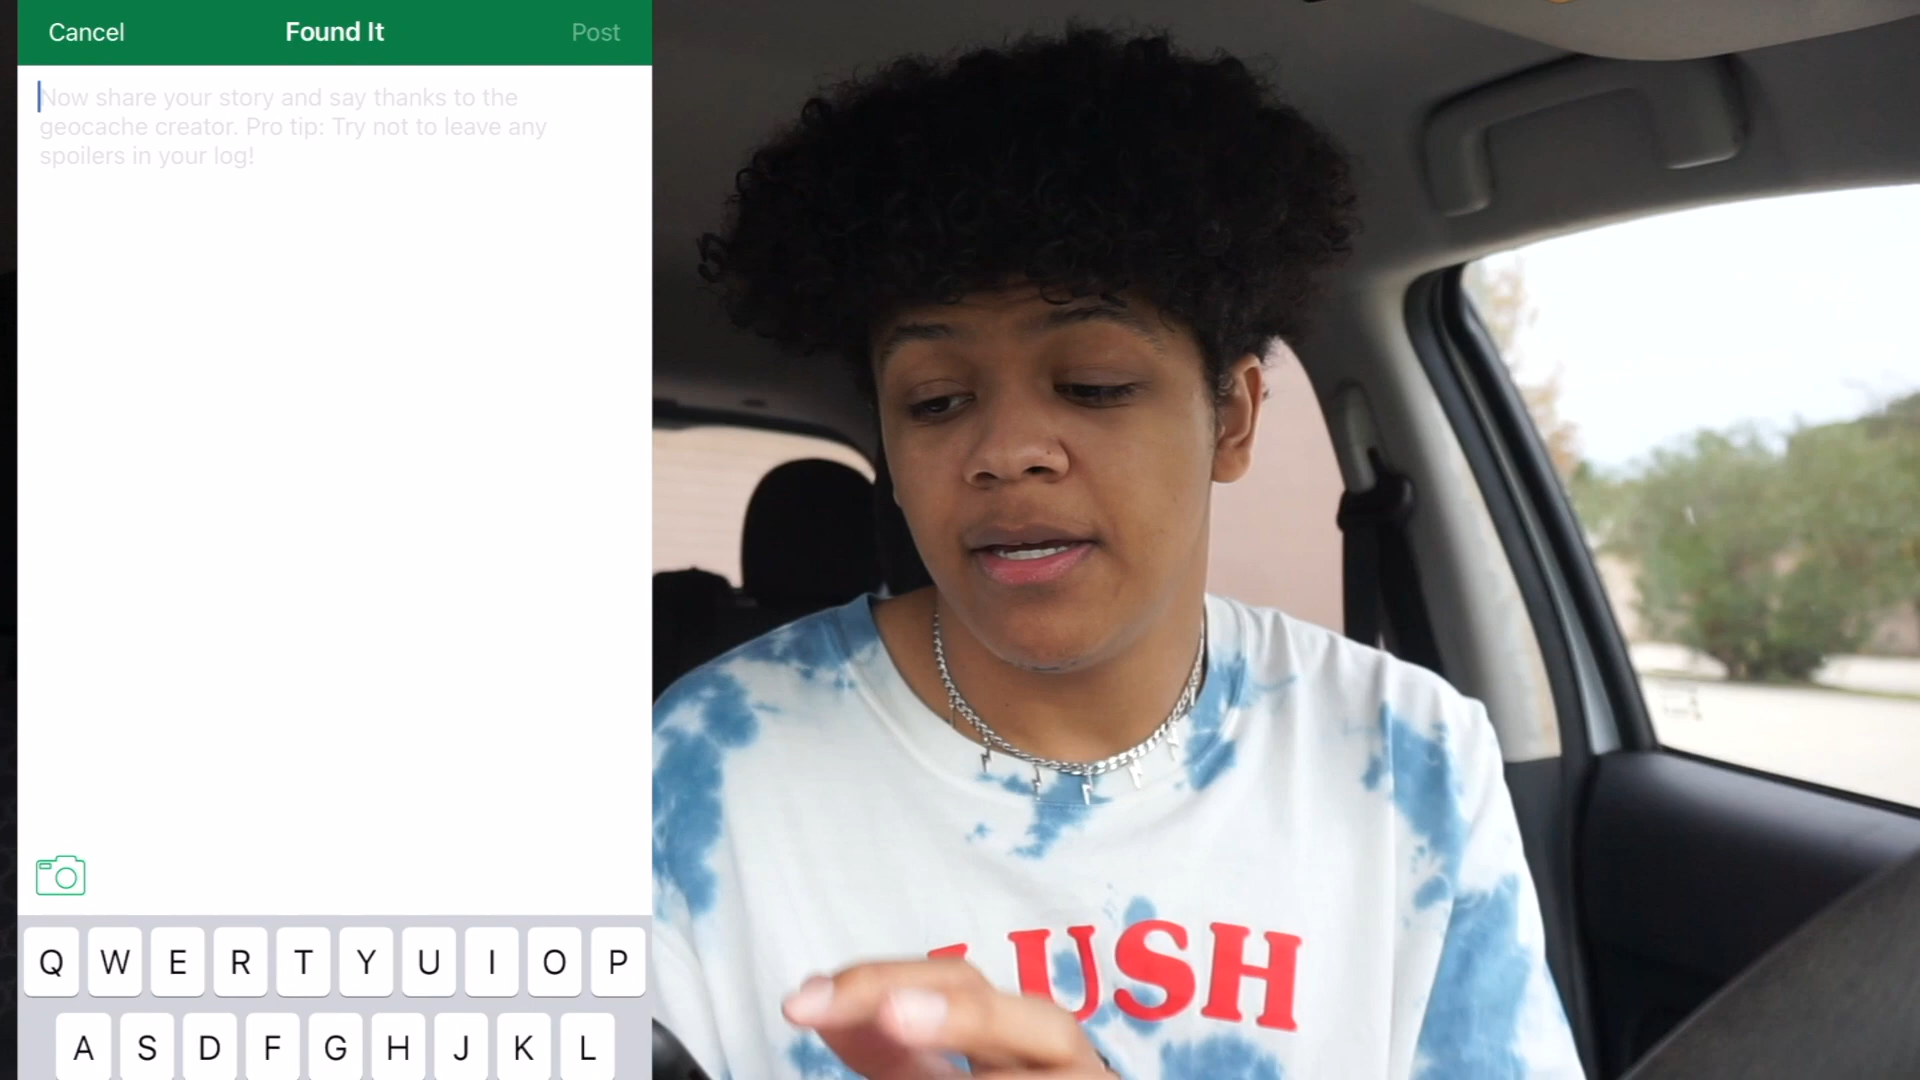 Cancel
Found It
Post
Now share your story and say thanks to the
geocache creator. Pro tip: Try not to leave any
spoilers in your log!
Q W E R T Y U I O P
A S D F G H J K L
USH